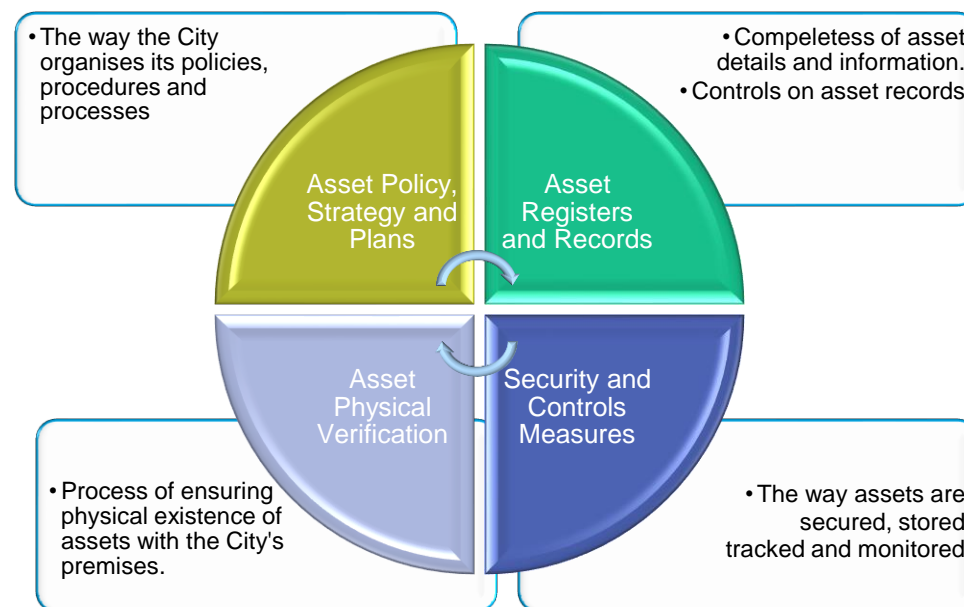 • The way the City
organises its policies,
procedures and
processes
• Compeletess of asset
details and information.
• Controls on asset records
Asset Policy,
Strategy and
Plans
Asset
Registers
and Records
Asset
Physical
Verification
Security and
Controls
Measures
• Process of ensuring
physical existence of
assets with the City's
premises.
• The way assets are
secured, stored
tracked and monitored